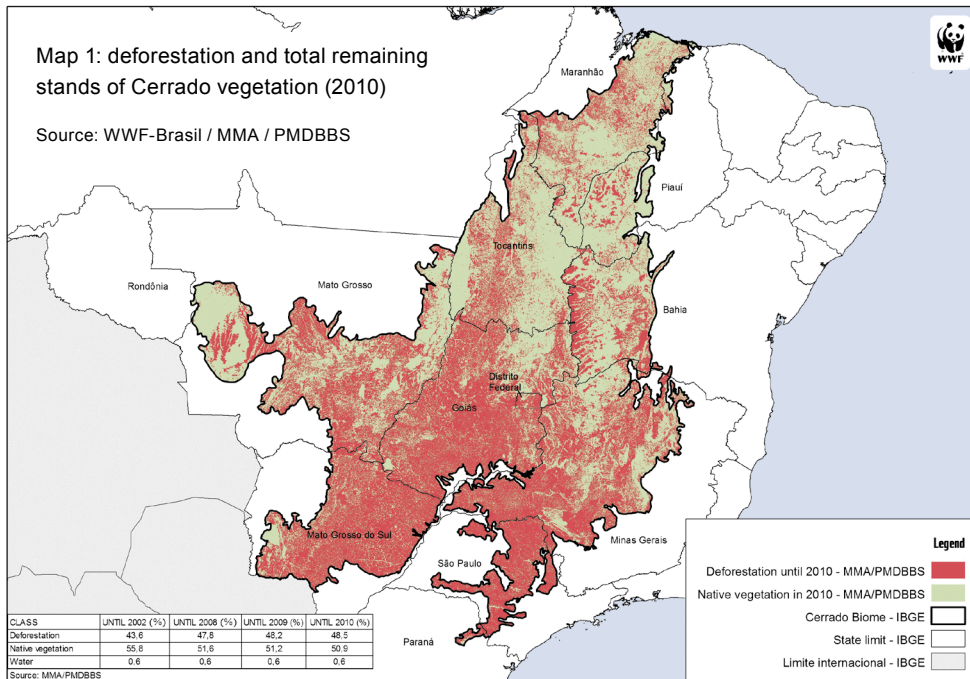 Map 1: deforestation and total remaining
stands of Cerrado vegetation (2010)
Source: WWF-Brasil / MMA / PMDBBS
WWF
Maranhão
Piauí
Tocantins
Rondônia
Mato Grosso
Bahia
Distrito
Federal
Goiás
Mato Grosso do Sul
Minas Gerais
São Paulo
Paraná
Legend
Deforestation until 2010 - MMA/PMDBBS
Native vegetation in 2010 - MMA/PMDBBS
Cerrado Biome - IBGE
State limit - IBGE
Limite internacional - IBGE
CLASS UNTIL 2002 (%) UNTIL 2008 (%) UNTIL 2009 (%) UNTIL 2010 (%)
Deforestation 43,6 47,8 48,2 48,5
Native vegetation 55,8 51,6 51,2 50,9
Water 0,6 0,6 0,6 0,6
Source: MMA/PMDBBS